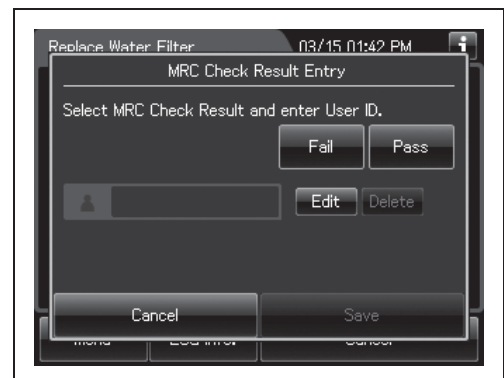 Replace Water Filter 03/15 01:42 PM i
MRC Check Result Entry
Select MRC Check Result and enter User ID.
Fail Pass
Edit Delete
Cancel Save